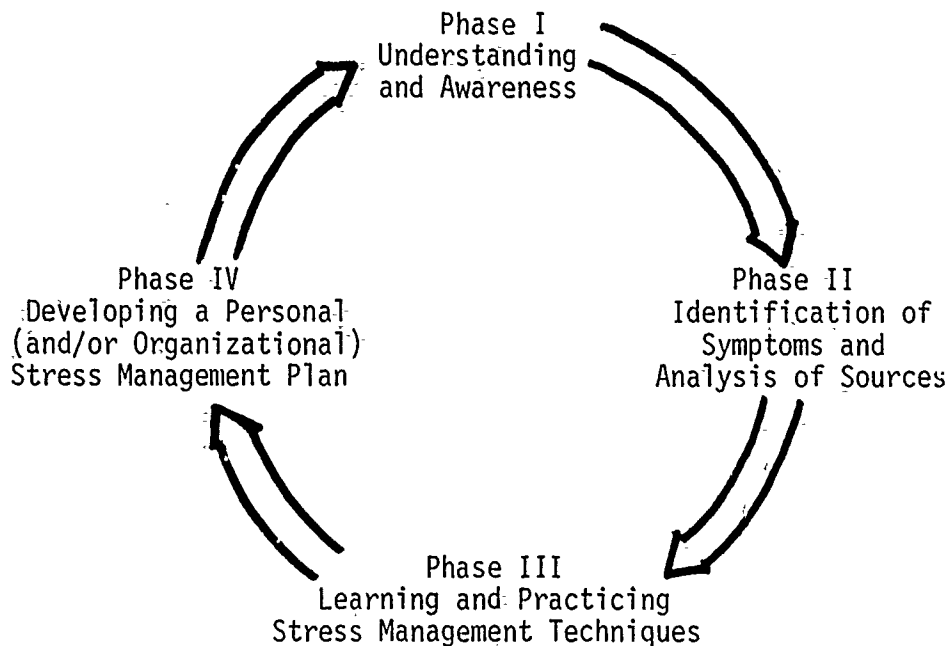 Phase I
Understanding
and Awareness
Phase II
Identification of
Symptoms and
Analysis of Sources
Phase III
Learning and Practicing
Stress Management Techniques
Phase IV
Developing a Personal
(and/or Organizational)
Stress Management Plan